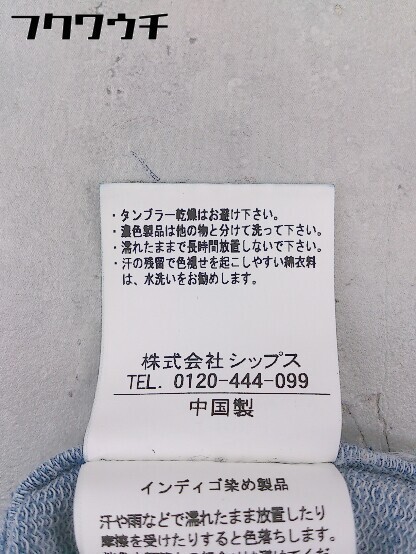 フクワウチ
・タンブラー乾燥はお避け下さい。
・濃色製品は他の物と分けて洗って下さい。
・濡れたままで長時間放置しないで下さい。
・汗の残留で色褪せを起こしやすい綿衣料
は、水洗いをお勧めします。
株式会社シップス
TEL. 0120-444-099
中国製
インディゴ染め製品
汗や雨などで濡れたまま放置したり
摩擦を受けたりすると色落ちします。